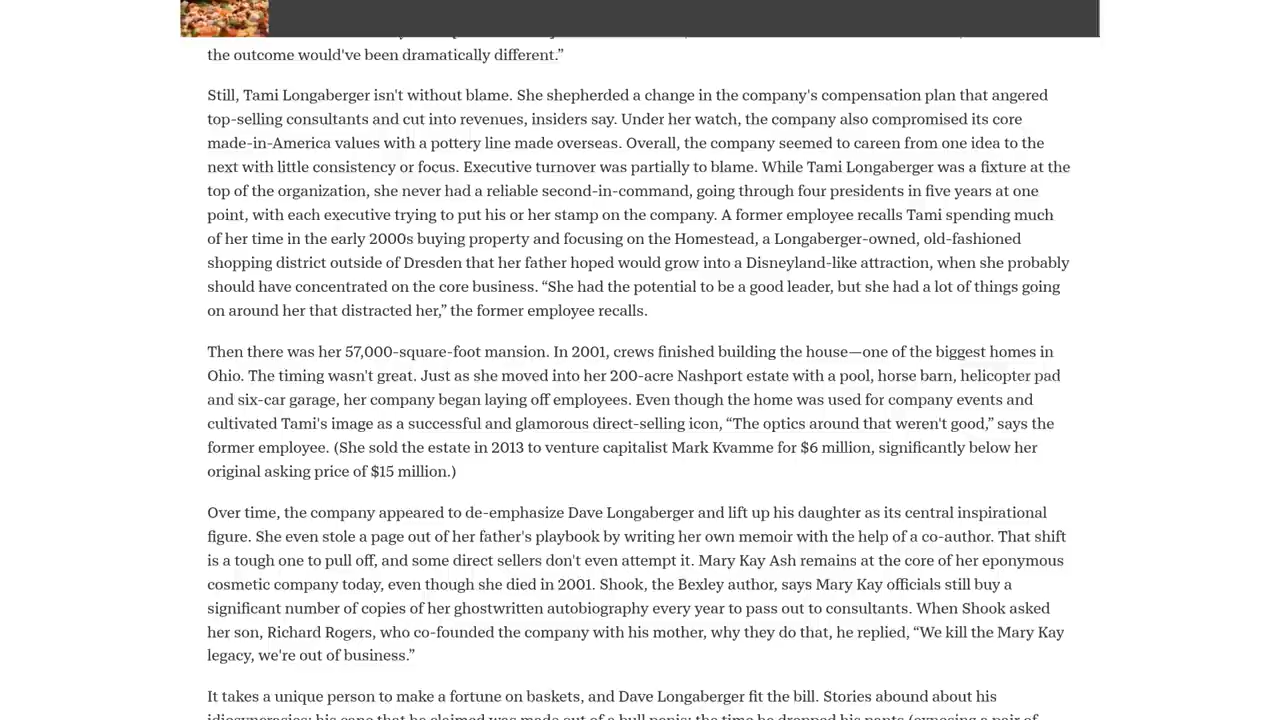 the outcome would've been dramatically different.”
Still, Tami Longaberger isn't without blame. She shepherded a change in the company's compensation plan that angered
top-selling consultants and cut into revenues, insiders say. Under her watch, the company also compromised its core
made-in-America values with a pottery line made overseas. Overall, the company seemed to careen from one idea to the
next with little consistency or focus. Executive turnover was partially to blame. While Tami Longaberger was a fixture at the
top of the organization, she never had a reliable second-in-command, going through four presidents in five years at one
point, with each executive trying to put his or her stamp on the company. A former employee recalls Tami spending much
of her time in the early 2000s buying property and focusing on the Homestead, a Longaberger-owned, old-fashioned
shopping district outside of Dresden that her father hoped would grow into a Disneyland-like attraction, when she probably
should have concentrated on the core business. “She had the potential to be a good leader, but she had a lot of things going
on around her that distracted her,” the former employee recalls.
Then there was her 57,000-square-foot mansion. In 2001, crews finished building the house—one of the biggest homes in
Ohio. The timing wasn't great. Just as she moved into her 200-acre Nashport estate with a pool, horse barn, helicopter pad
and six-car garage, her company began laying off employees. Even though the home was used for company events and
cultivated Tami's image as a successful and glamorous direct-selling icon, “The optics around that weren't good,” says the
former employee. (She sold the estate in 2013 to venture capitalist Mark Kvamme for $6 million, significantly below her
original asking price of $15 million.)
Over time, the company appeared to de-emphasize Dave Longaberger and lift up his daughter as its central inspirational
figure. She even stole a page out of her father's playbook by writing her own memoir with the help of a co-author. That shift
is a tough one to pull off, and some direct sellers don't even attempt it. Mary Kay Ash remains at the core of her eponymous
cosmetic company today, even though she died in 2001. Shook, the Bexley author, says Mary Kay officials still buy a
significant number of copies of her ghostwritten autobiography every year to pass out to consultants. When Shook asked
her son, Richard Rogers, who co-founded the company with his mother, why they do that, he replied, “We kill the Mary Kay
legacy, we're out of business.”
It takes a unique person to make a fortune on baskets, and Dave Longaberger fit the bill. Stories abound about his
idiosyncrasies: his cane that he claimed was made out of a bull penis; the time he dropped his pants (exposing a pair of